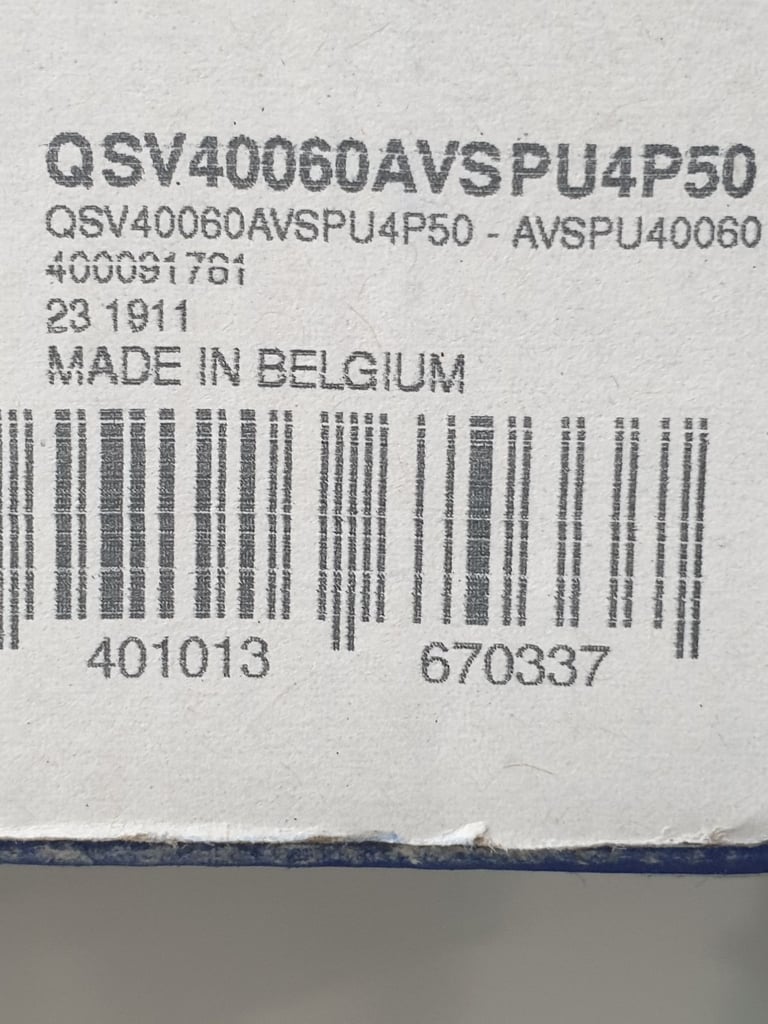 QSV40060AVSPU4P50
QSV40060AVSPU4P50 - AVSPU40060
400091761
23 1911
MADE IN BELGIUM
401013 670337